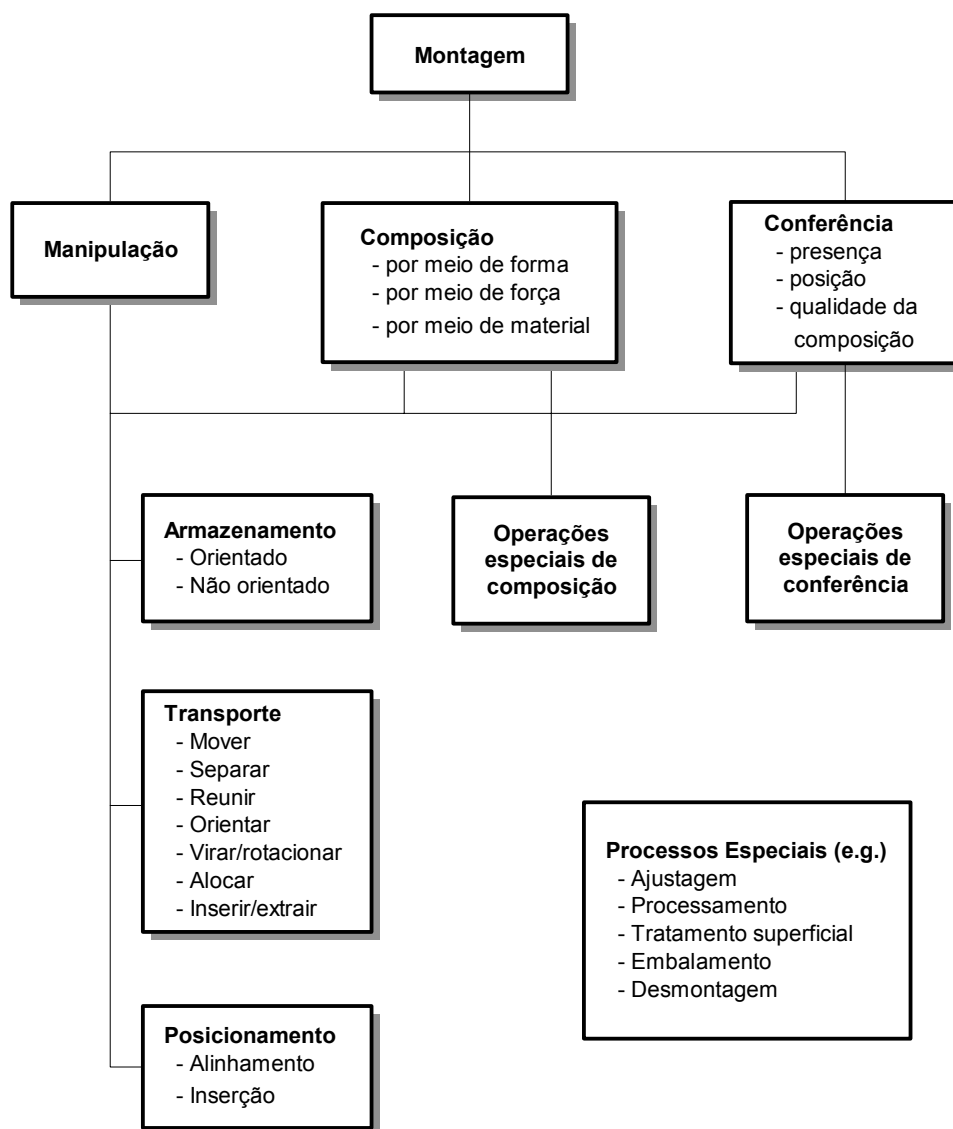 Montagem
Manipulação
Composição
- por meio de forma
- por meio de força
- por meio de material
Conferência
- presença
- posição
- qualidade da
composição
Armazenamento
- Orientado
- Não orientado
Operações
especiais de
composição
Operações
especiais de
conferência
Transporte
- Mover
- Separar
- Reunir
- Orientar
- Virar/rotacionar
- Alocar
- Inserir/extrair
Processos Especiais (e.g.)
- Ajustagem
- Processamento
- Tratamento superficial
- Embalamento
- Desmontagem
Posicionamento
- Alinhamento
- Inserção